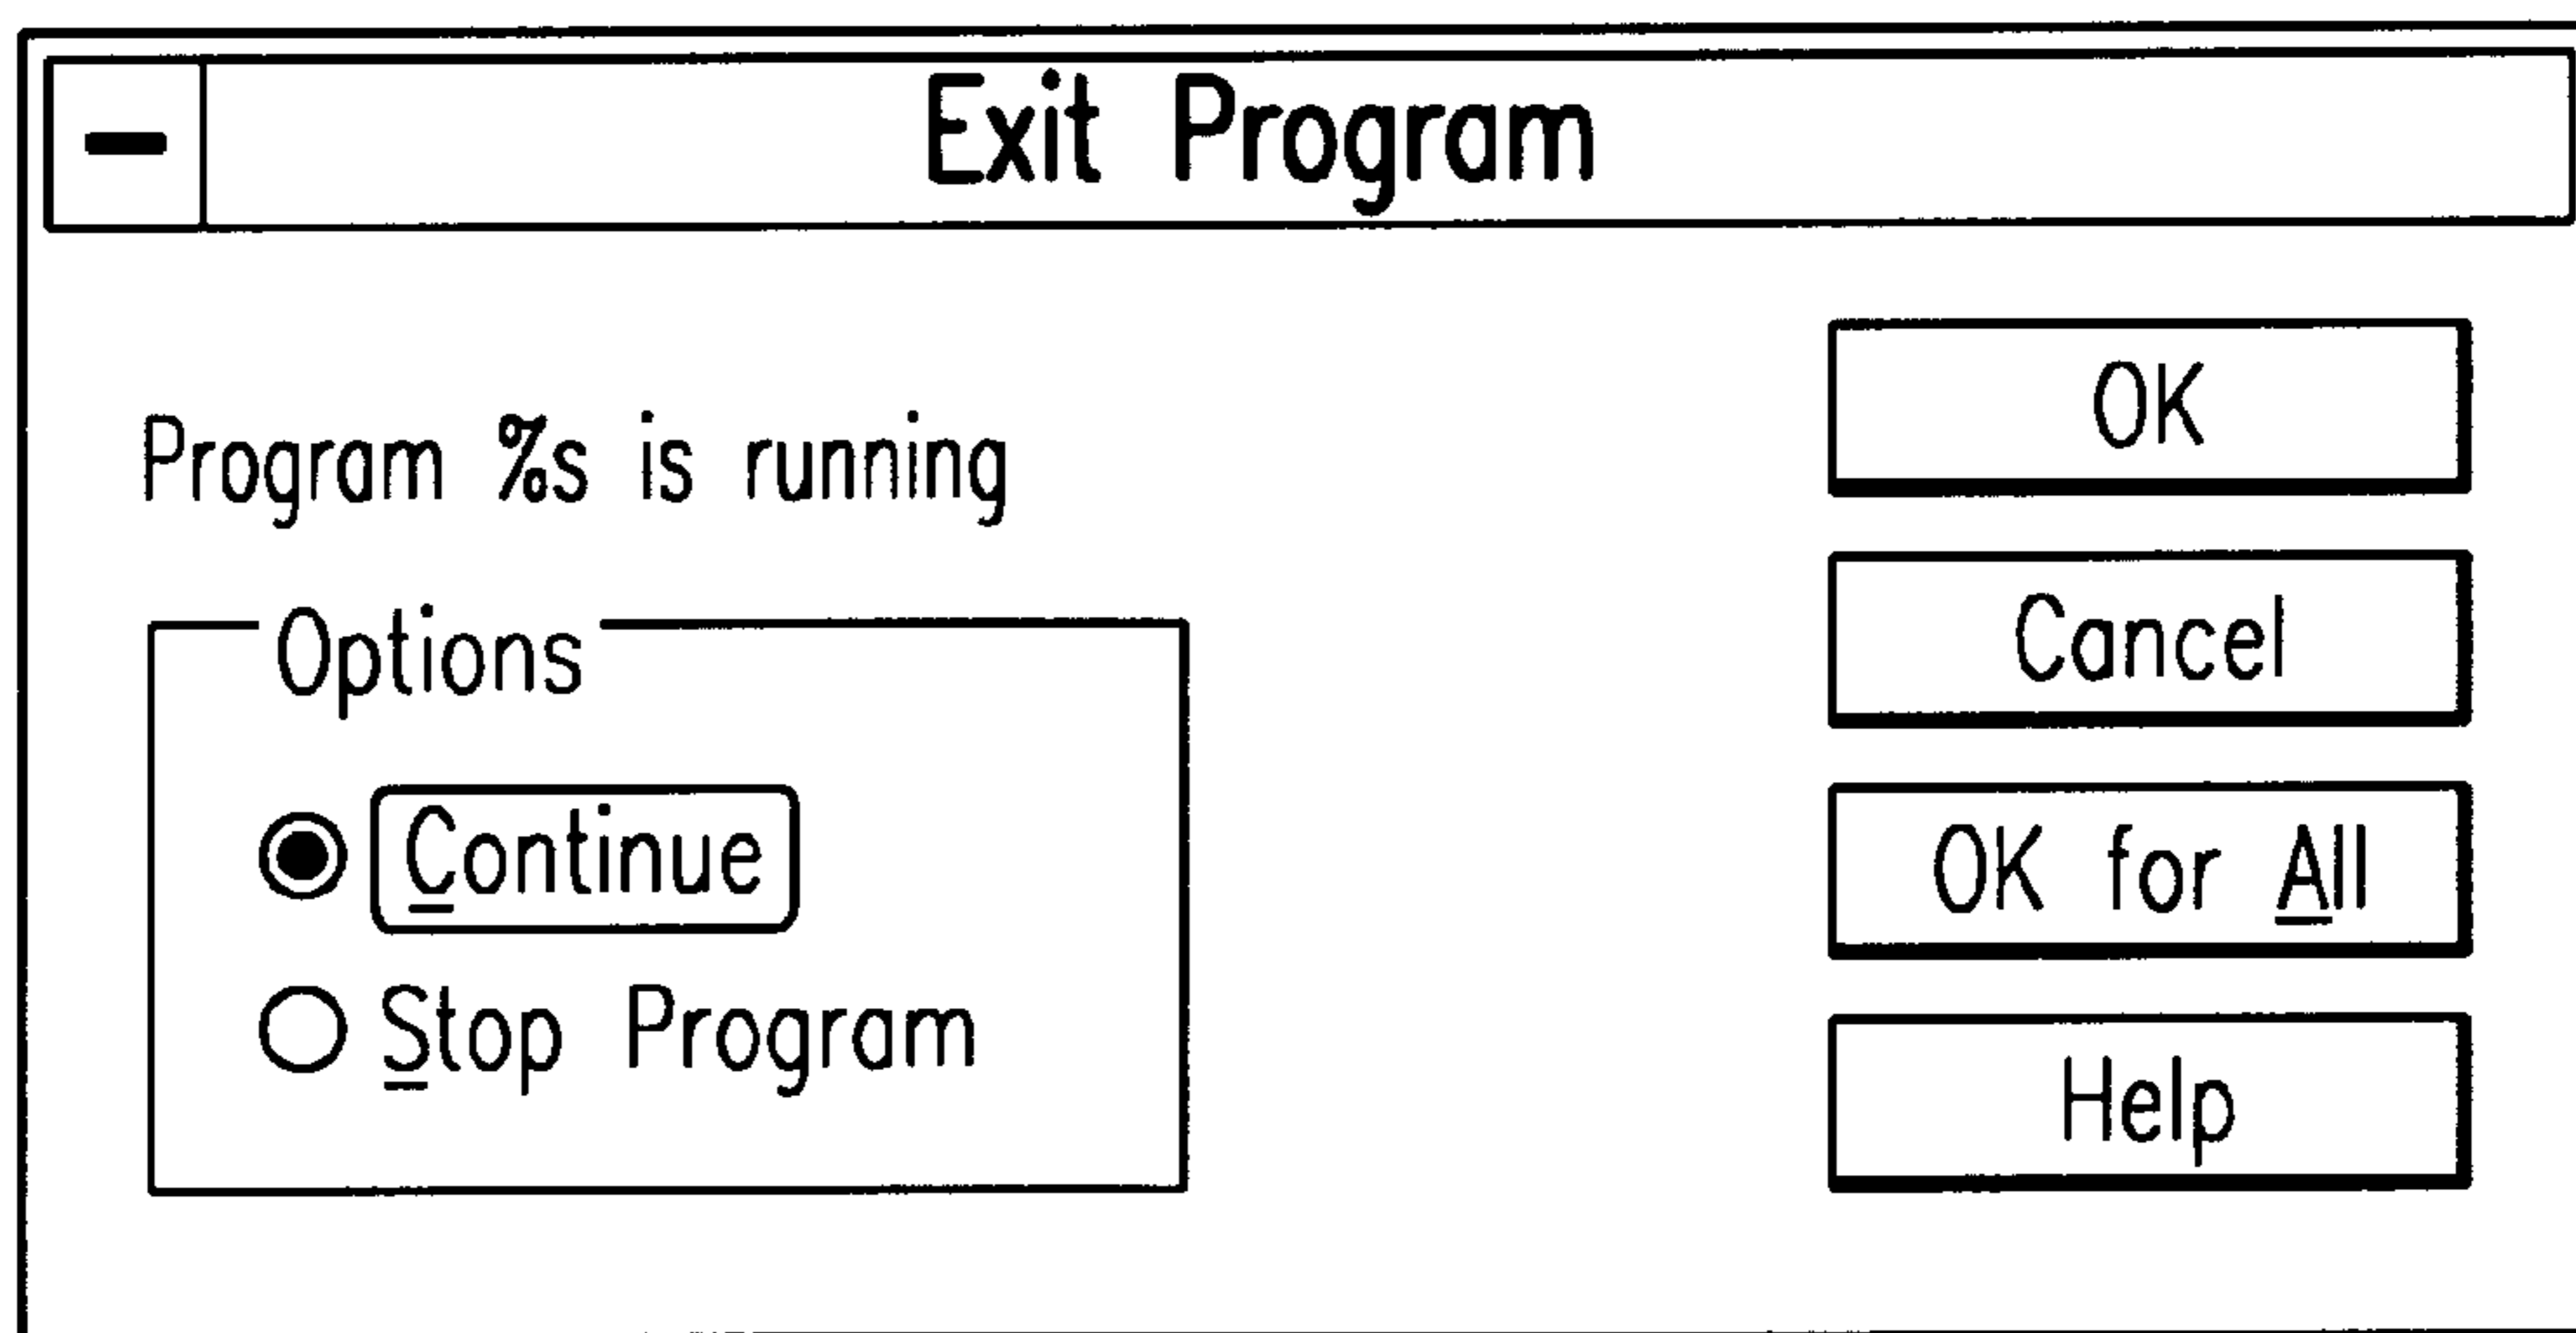 Exit Program
Program %s is running
Options
Continue
Stop Program
OK
Cancel
OK for All
Help